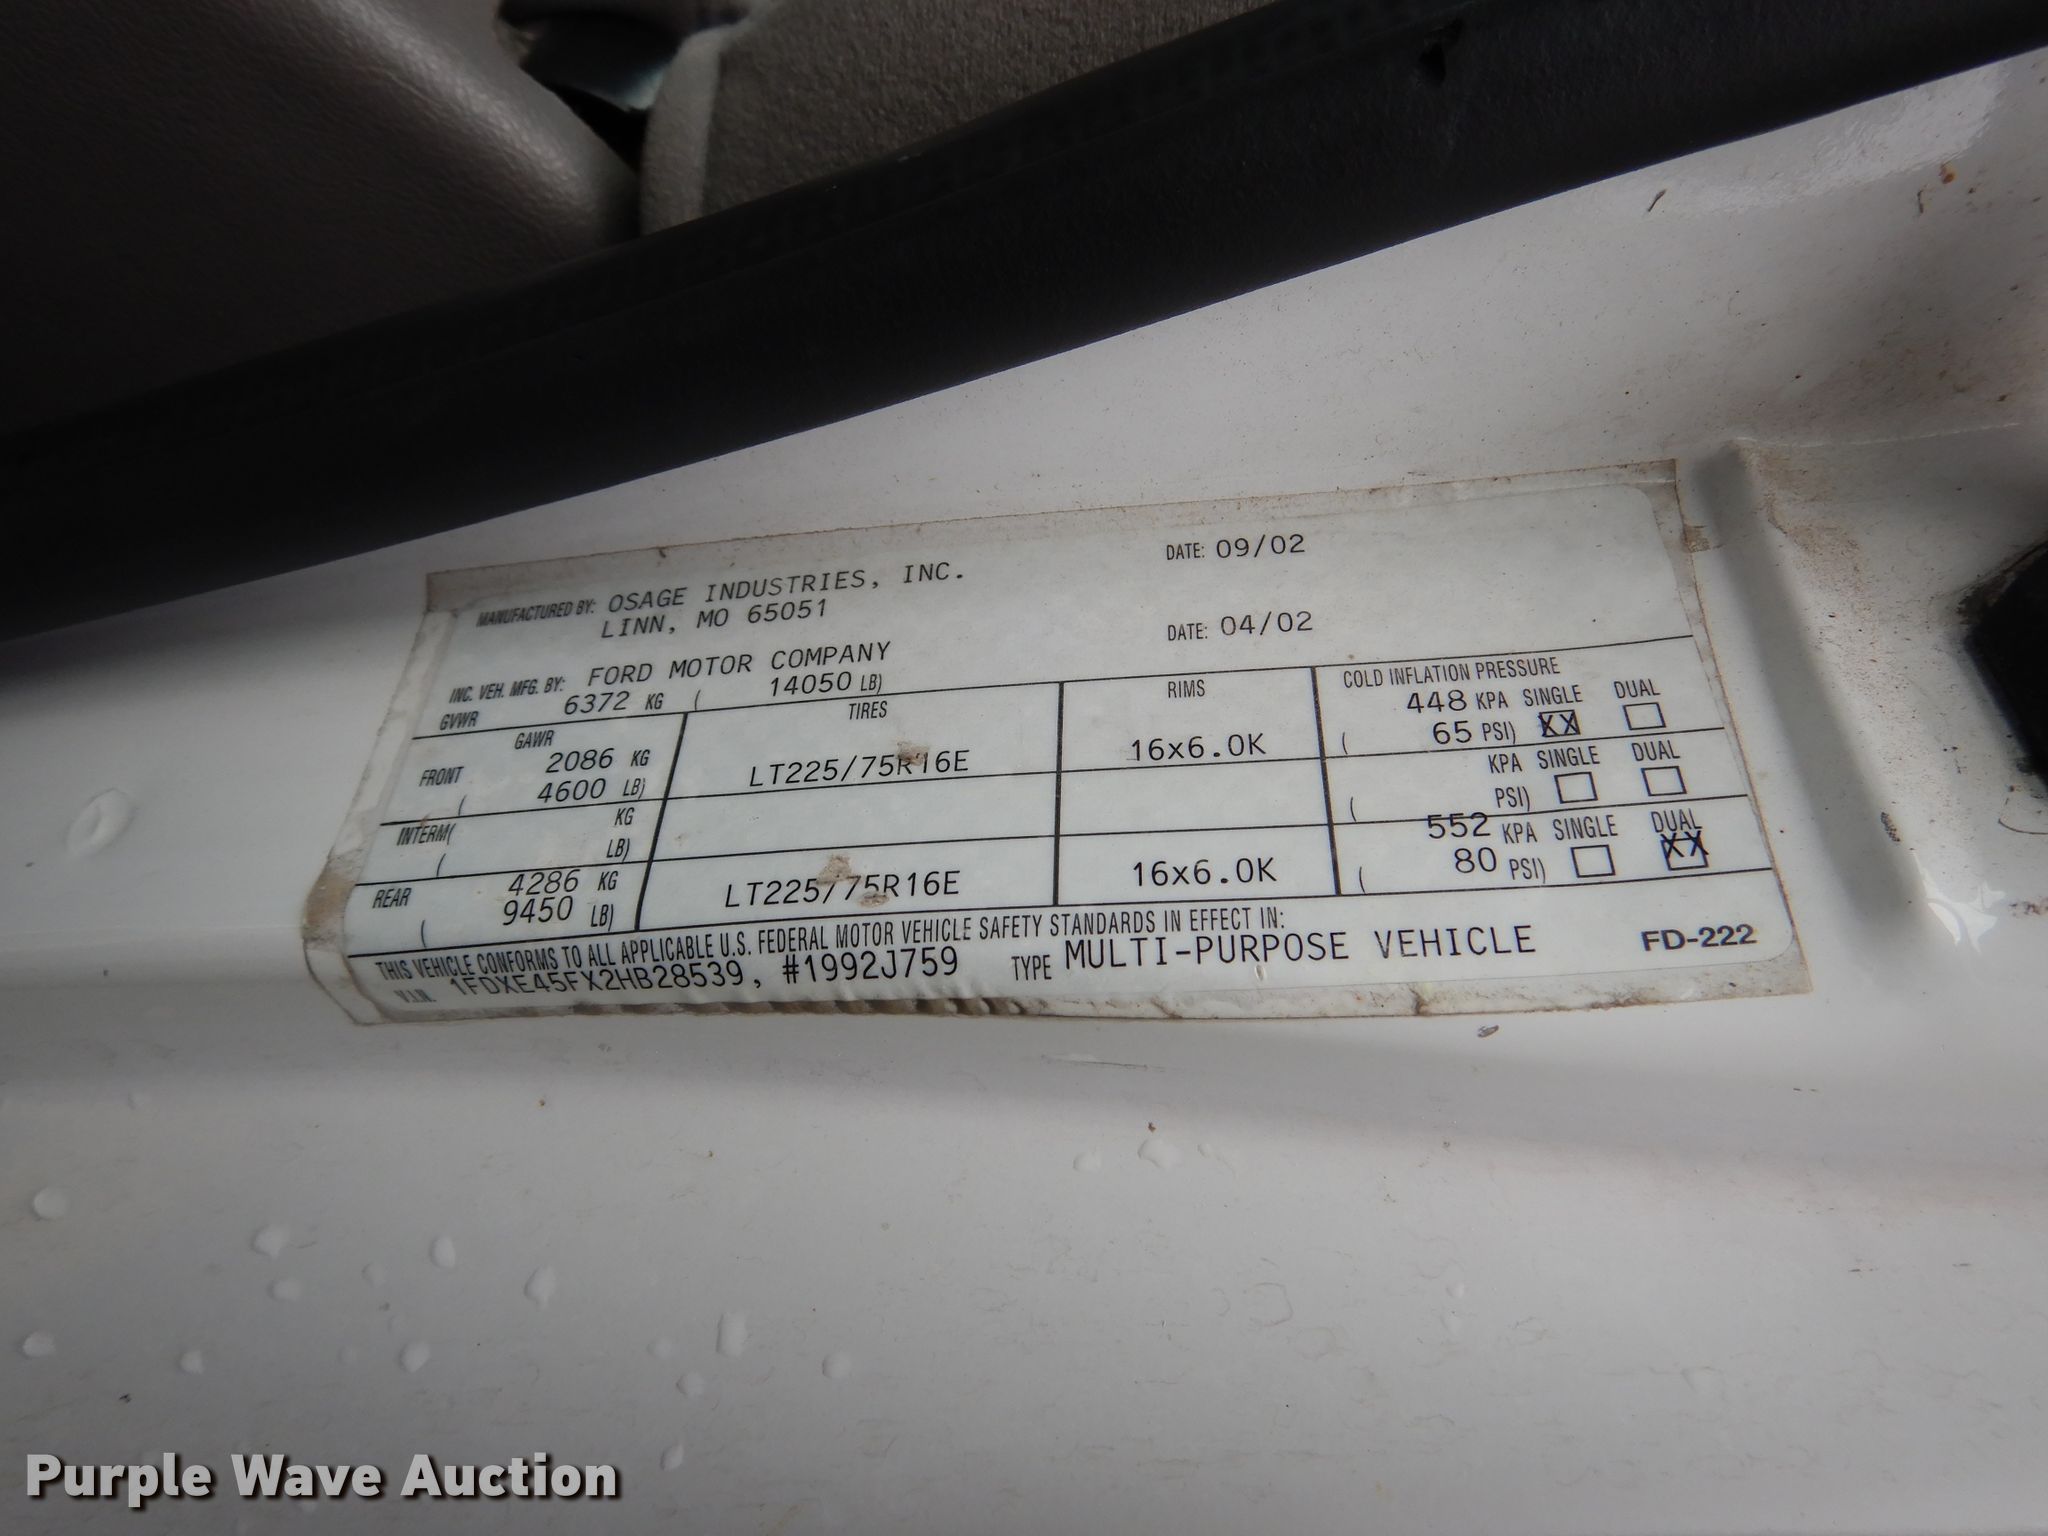 MANUFACTURED BY: OSAGE INDUSTRIES, INC. DATE: 09/02
LINN, MO 65051
INC. VEH. MFG. BY: FORD MOTOR COMPANY DATE: 04/02
GVWR 6372 KG ( 14050 LB)
GAWR TIRES RIMS COLD INFLATION PRESSURE
FRONT 2086 KG LT225/75R16E 16x6.0K 448 KPA SINGLE DUAL
( 4600 LB) ( 65 PSI) XX
INTERM( KG KPA SINGLE DUAL
( LB) ( PSI)
REAR 4286 KG LT225/75R16E 16x6.0K 552 KPA SINGLE DUAL
( 9450 LB) ( 80 PSI) XX
THIS VEHICLE CONFORMS TO ALL APPLICABLE U.S. FEDERAL MOTOR VEHICLE SAFETY STANDARDS IN EFFECT IN:
V.I.N. 1FDXE45FX2HB28539, #1992J759 TYPE MULTI-PURPOSE VEHICLE FD-222
Purple Wave Auction